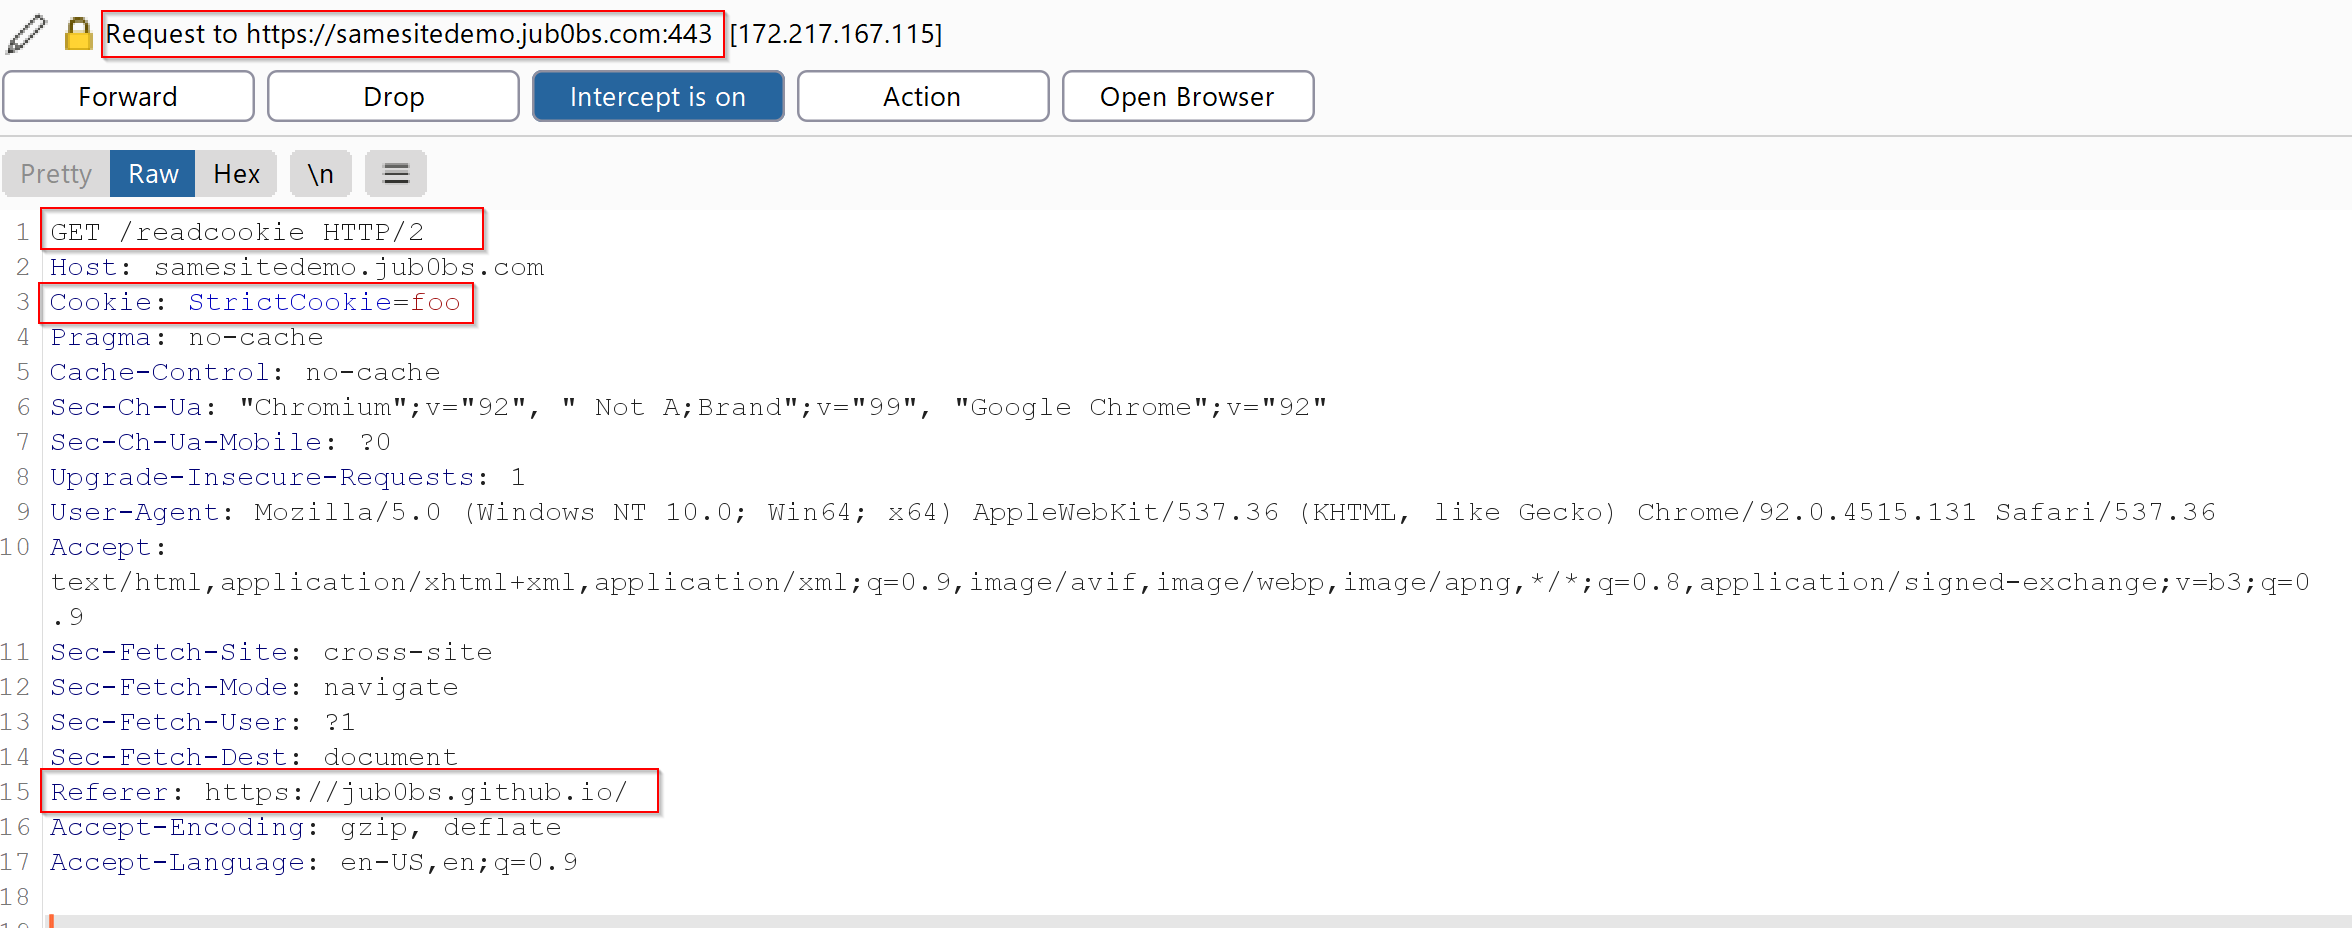 Request to https://samesitedemo.jub0bs.com:443 [172.217.167.115]
Forward Drop Intercept is on Action Open Browser
Pretty Raw Hex \n
1 GET /readcookie HTTP/2
2 Host: samesitedemo.jub0bs.com
3 Cookie: StrictCookie=foo
4 Pragma: no-cache
5 Cache-Control: no-cache
6 Sec-Ch-Ua: "Chromium";v="92", " Not A;Brand";v="99", "Google Chrome";v="92"
7 Sec-Ch-Ua-Mobile: ?0
8 Upgrade-Insecure-Requests: 1
9 User-Agent: Mozilla/5.0 (Windows NT 10.0; Win64; x64) AppleWebKit/537.36 (KHTML, like Gecko) Chrome/92.0.4515.131 Safari/537.36
10 Accept:
text/html,application/xhtml+xml,application/xml;q=0.9,image/avif,image/webp,image/apng,*/*;q=0.8,application/signed-exchange;v=b3;q=0
.9
11 Sec-Fetch-Site: cross-site
12 Sec-Fetch-Mode: navigate
13 Sec-Fetch-User: ?1
14 Sec-Fetch-Dest: document
15 Referer: https://jub0bs.github.io/
16 Accept-Encoding: gzip, deflate
17 Accept-Language: en-US,en;q=0.9
18